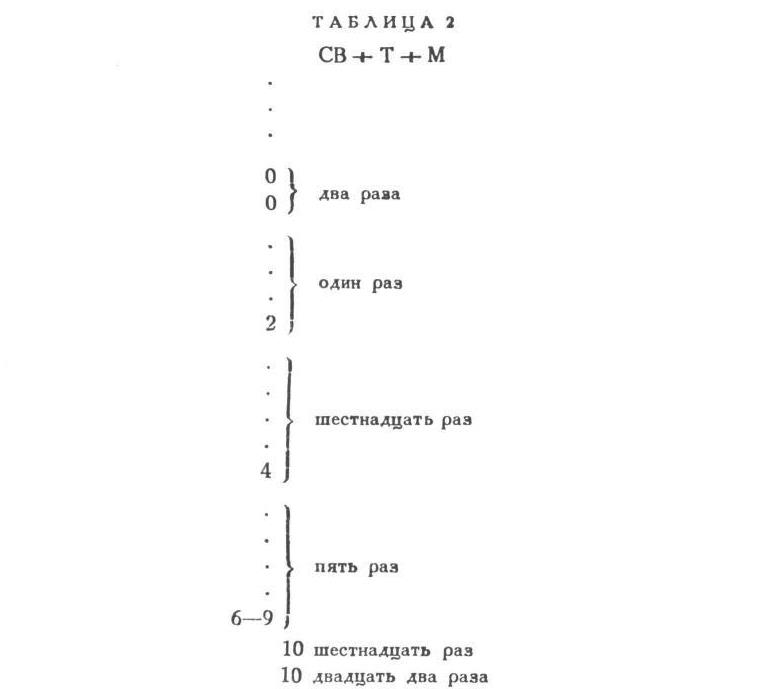 ТАБЛИЦА 2
СВ + Т + М
.
.
.
0
0 } два раза
.
.
.
2 } один раз
.
.
.
.
4 } шестнадцать раз
.
.
.
.
6—9 } пять раз
10 шестнадцать раз
10 двадцать два раза